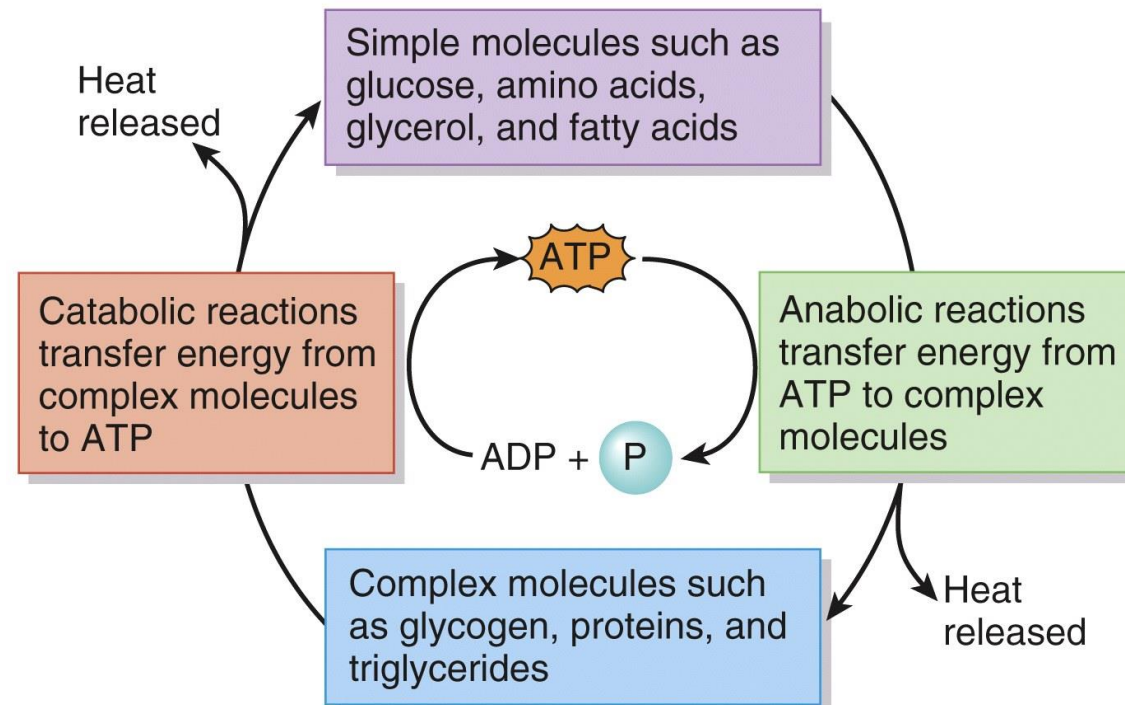 Simple molecules such as
glucose, amino acids,
glycerol, and fatty acids
Heat
released
ATP
Catabolic reactions
transfer energy from
complex molecules
to ATP
Anabolic reactions
transfer energy from
ATP to complex
molecules
ADP + P
Complex molecules such
as glycogen, proteins, and
triglycerides
Heat
released